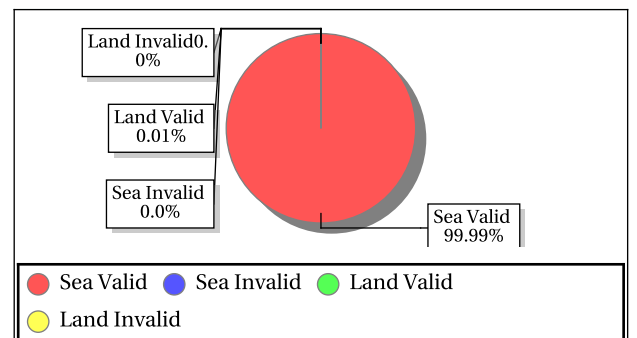 Land Invalid0.
0%
Land Valid
0.01%
Sea Invalid
0.0%
Sea Valid
99.99%
Sea Valid Sea Invalid Land Valid
Land Invalid